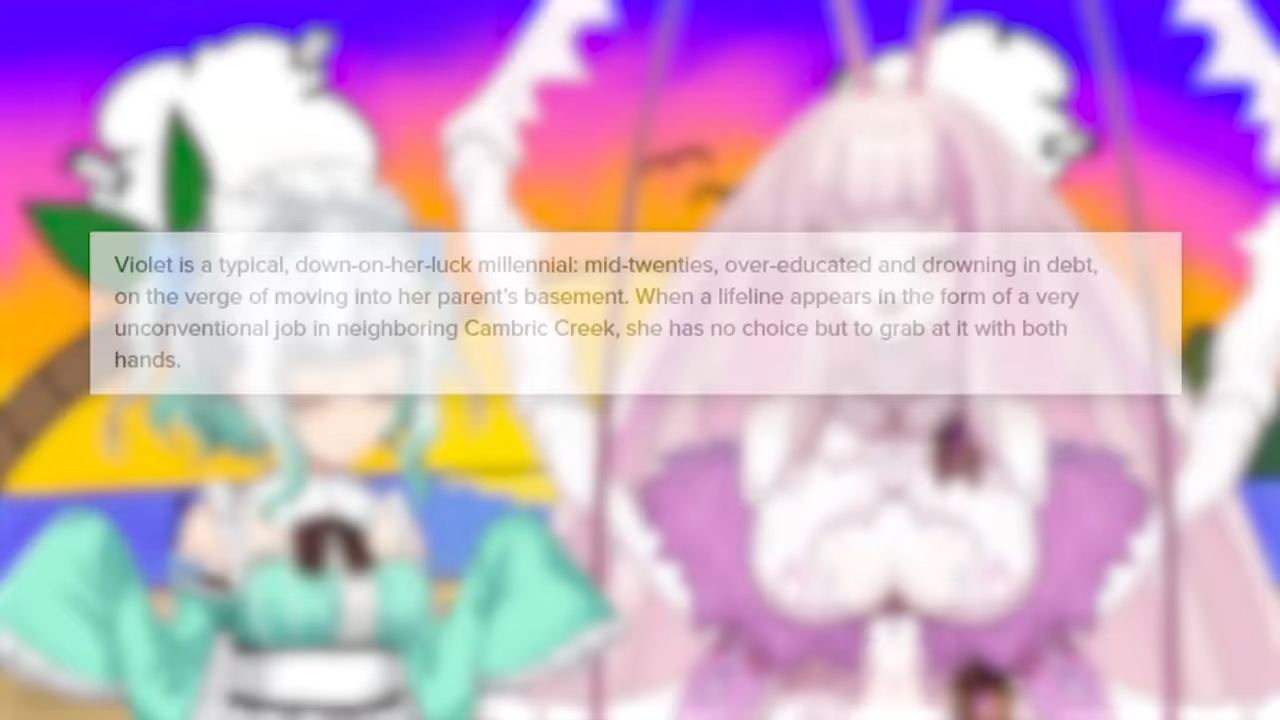 Violet is a typical, down-on-her-luck millennial: mid-twenties, over-educated and drowning in debt,
on the verge of moving into her parent's basement. When a lifeline appears in the form of a very
unconventional job in neighboring Cambric Creek, she has no choice but to grab at it with both
hands.